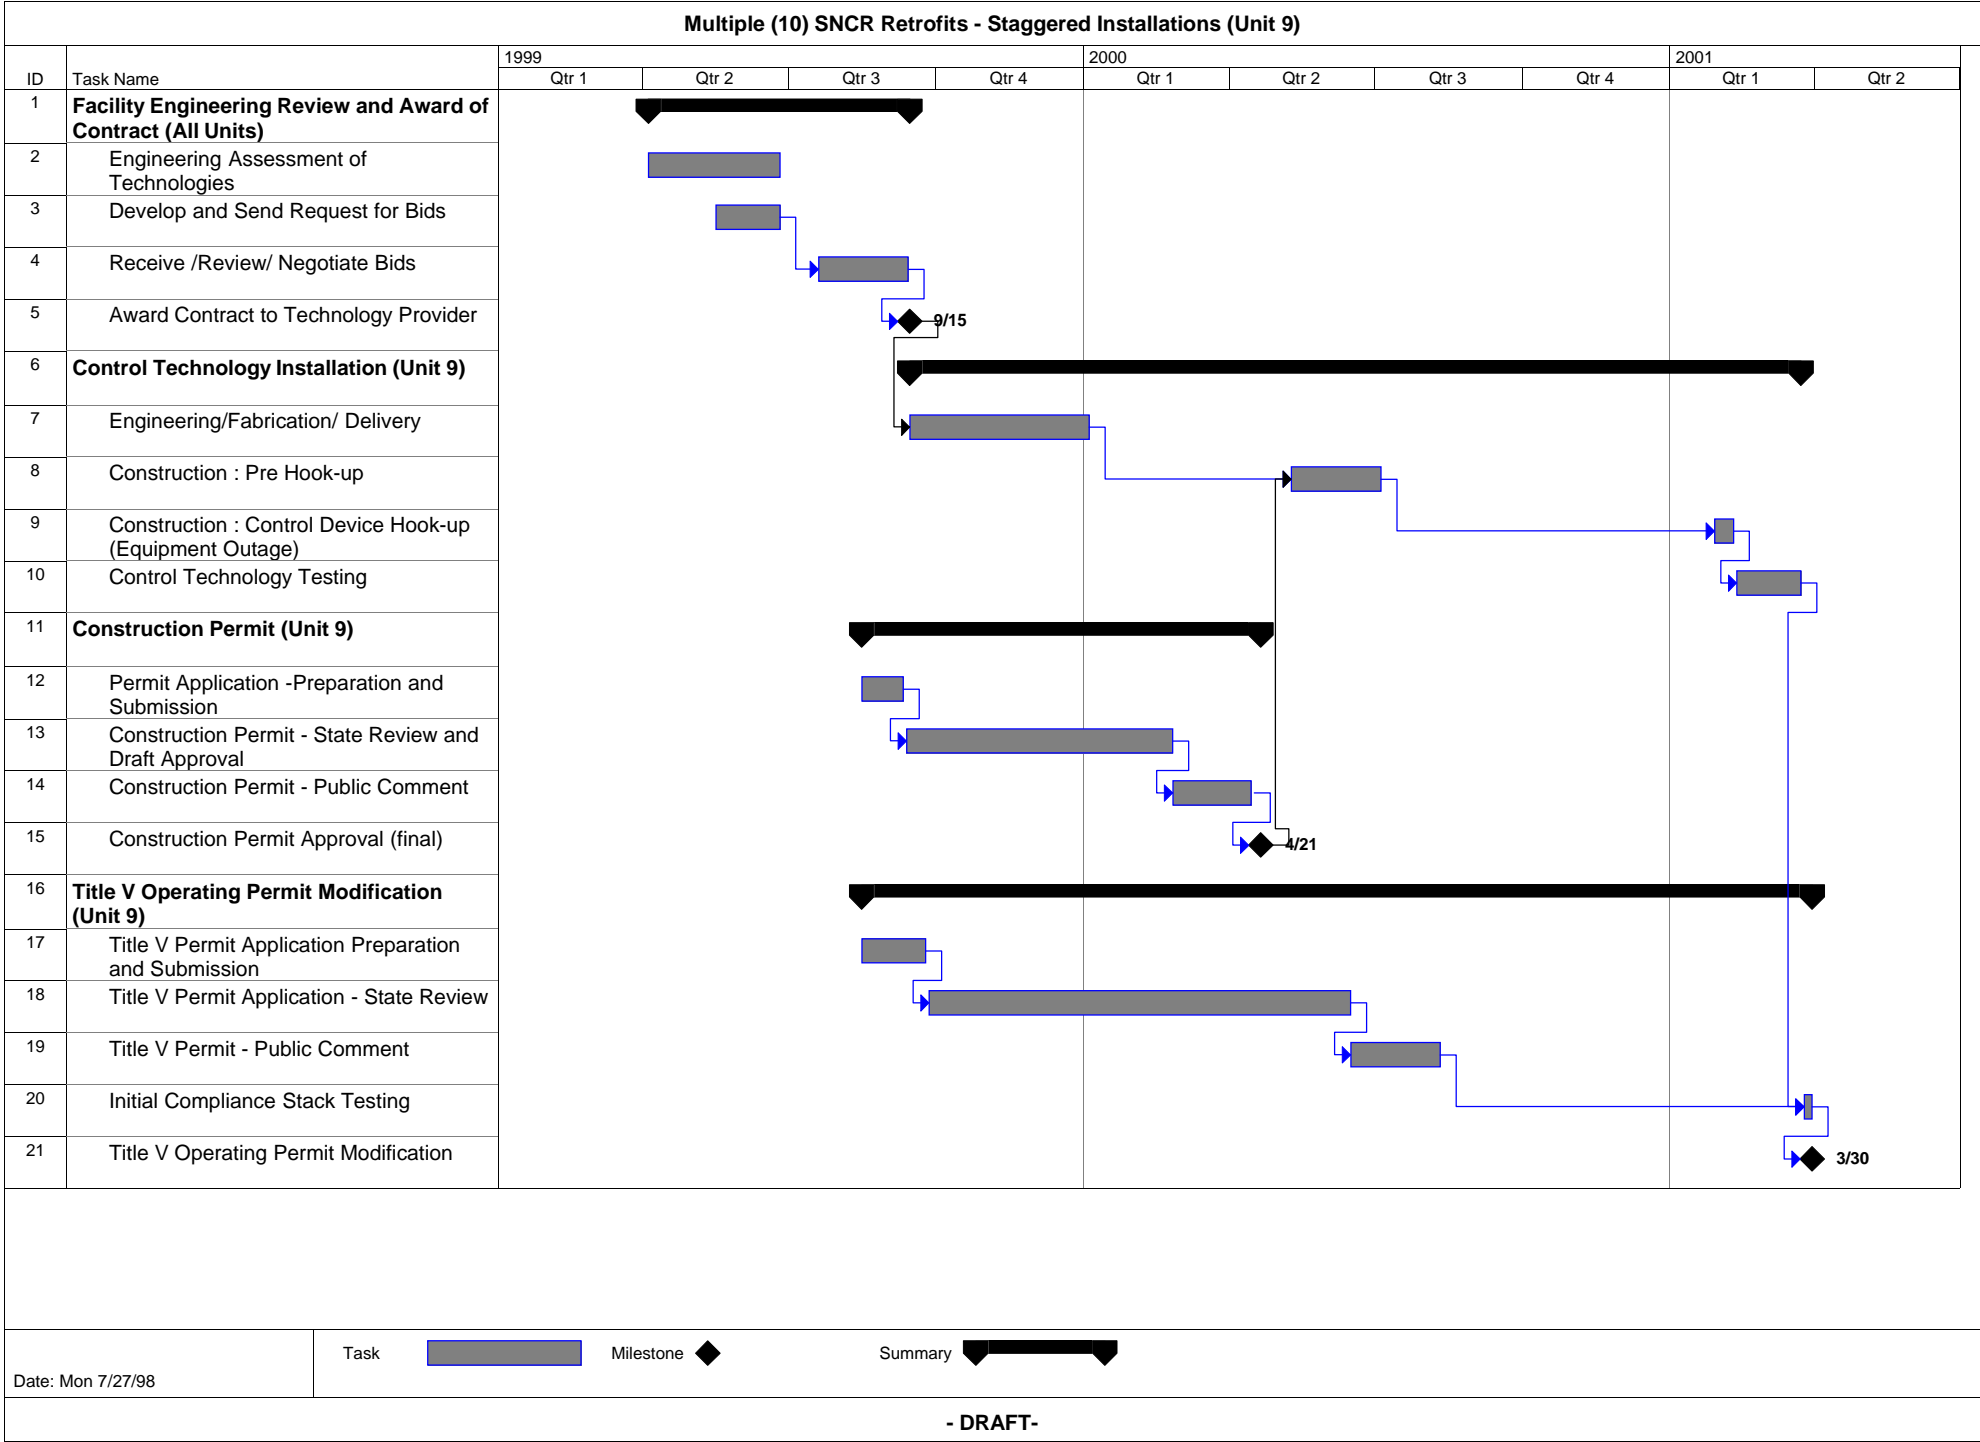 Multiple (10) SNCR Retrofits - Staggered Installations (Unit 9)
1999 2000 2001
ID Task Name Qtr 1 Qtr 2 Qtr 3 Qtr 4 Qtr 1 Qtr 2 Qtr 3 Qtr 4 Qtr 1 Qtr 2
1 Facility Engineering Review and Award of
Contract (All Units)
2 Engineering Assessment of
Technologies
3 Develop and Send Request for Bids
4 Receive /Review/ Negotiate Bids
5 Award Contract to Technology Provider 9/15
6 Control Technology Installation (Unit 9)
7 Engineering/Fabrication/ Delivery
8 Construction : Pre Hook-up
9 Construction : Control Device Hook-up
(Equipment Outage)
10 Control Technology Testing
11 Construction Permit (Unit 9)
12 Permit Application -Preparation and
Submission
13 Construction Permit - State Review and
Draft Approval
14 Construction Permit - Public Comment
15 Construction Permit Approval (final) 4/21
16 Title V Operating Permit Modification
(Unit 9)
17 Title V Permit Application Preparation
and Submission
18 Title V Permit Application - State Review
19 Title V Permit - Public Comment
20 Initial Compliance Stack Testing
21 Title V Operating Permit Modification 3/30
Task Milestone Summary
Date: Mon 7/27/98
- DRAFT-